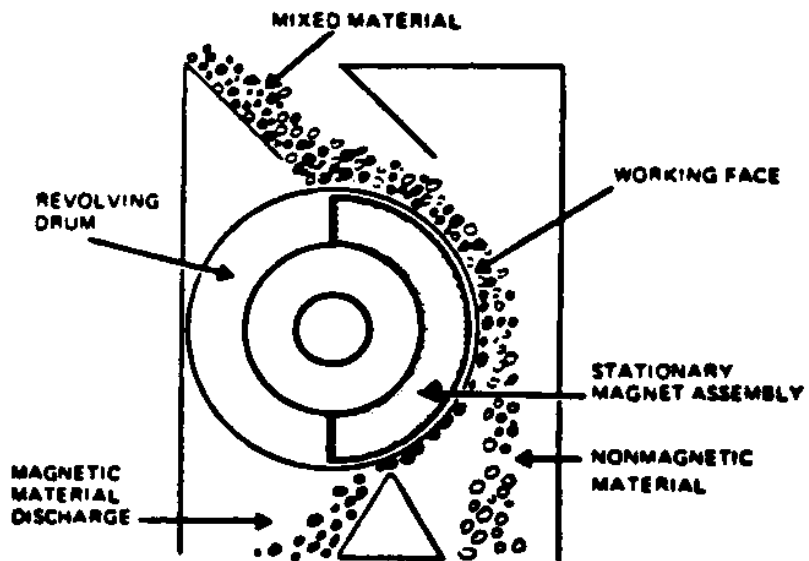 MIXED
MATERIAL
REVOLVING
DRUM
WORKING FACE
STATIONARY
MAGNET ASSEMBLY
NONMAGNETIC
MATERIAL
MAGNETIC
MATERIAL
DISCHARGE